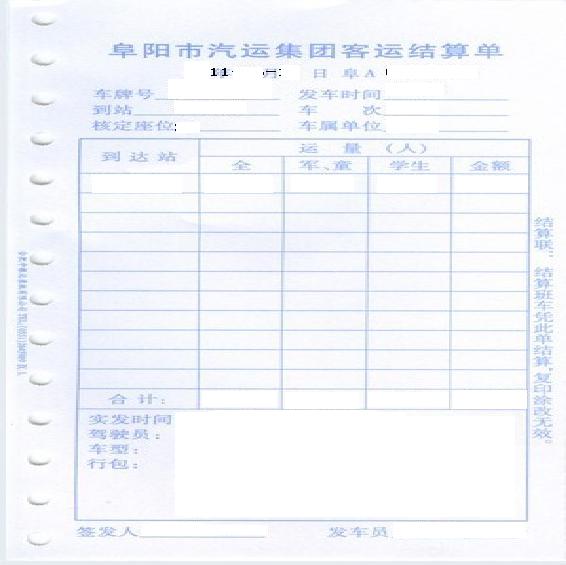 阜阳市汽运集团客运结算单
11 年 月 日 阜A
车牌号 发车时间
到站 车 次
核定座位 车属单位
到达站 运 量 (人)
全 军、童 学生 金额
合计:
实发时间
驾驶员:
车型:
行包:
签发人 发车员
结算联:结算班车凭此单结算,复印涂改无效。